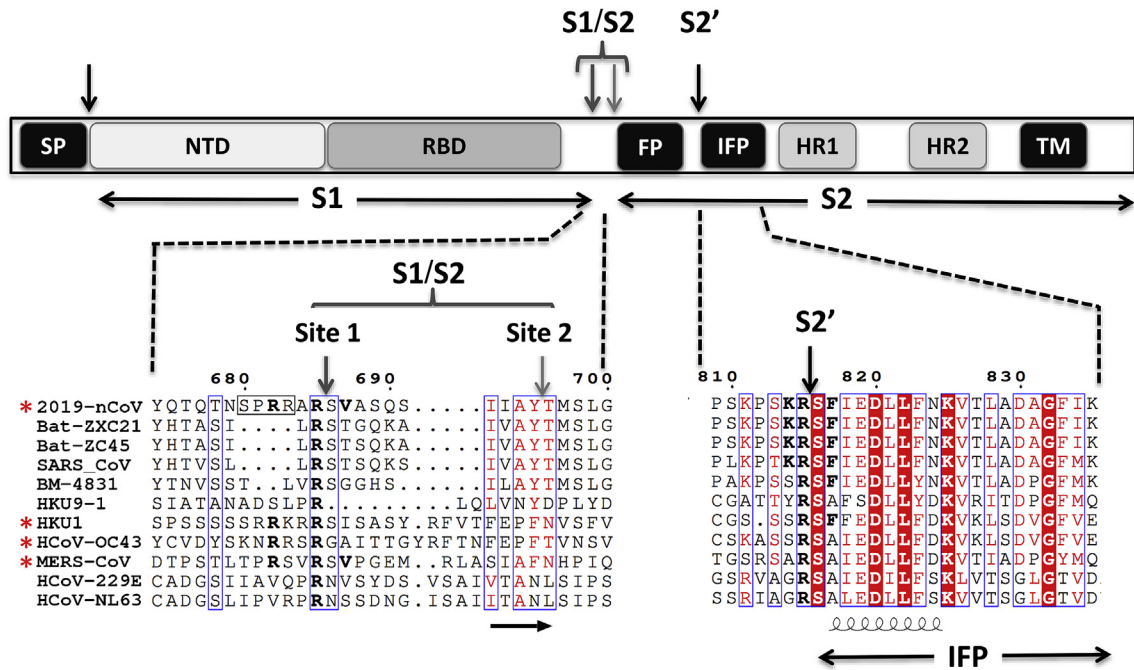 S1/S2 S2’
SP NTD RBD FP IFP HR1 HR2 TM
S1 S2
S1/S2
Site 1 Site 2 S2’
680 690 700 810 820 830
* 2019-nCoV YQTQTNSPRRARSVASQS.....IIAYTMSLG PSKPSKRSFIEDLLFNKVTLADAGFIK
Bat-ZXC21 YHTASI....LRSTGQKA.....IVAYTMSLG PSKPSKRSFIEDLLFNKVTLADAGFIK
Bat-ZC45 YHTASI....LRSTSQKA.....IVAYTMSLG PSKPSKRSFIEDLLFNKVTLADAGFIK
SARS_CoV YHTVSL....LRSTSQKS.....IVAYTMSLG PLKPTKRSFIEDLLFNKVTLADAGFMK
BM-4831 YTNVSST..LVRSGGHS.....ILAYTMSLG PAKPSSRSFIEDLLFNKVTLADPGFMK
HKU9-1 SIATANADSLPR.........LQLVNYDPLYD CGATTYRSAFSDLLYDKVRITDPGFMQ
* HKU1 SPSSSSSSRRKRRSISASY.RFVTFEPFNVSFV CGS.SSRSFFEDLLFDKVKLSDVGFVE
* HCoV-OC43 YCVDYSKNRRSRGAITTGYRFTNFEPFTVNSV CSKASSRSAIEDLLFDKVKLSDVGFVE
* MERS-CoV DTPSTLTPRSVRSVPGEM..RLASIAFNHPIQ TGSRSARSAIEDLLFDKVTIADPGYMQ
HCoV-229E CADGSIIAVQPRNVSYDS.VSAIVTANLSIPS GSRVAGRSAIEDILFSKLVTSGLGTVD
HCoV-NL63 CADGSLIPVRPRNSSDNG.ISAIITANLSIPS SSRIAGRSALEDLLFSKVVTSGLGTVD
IFP